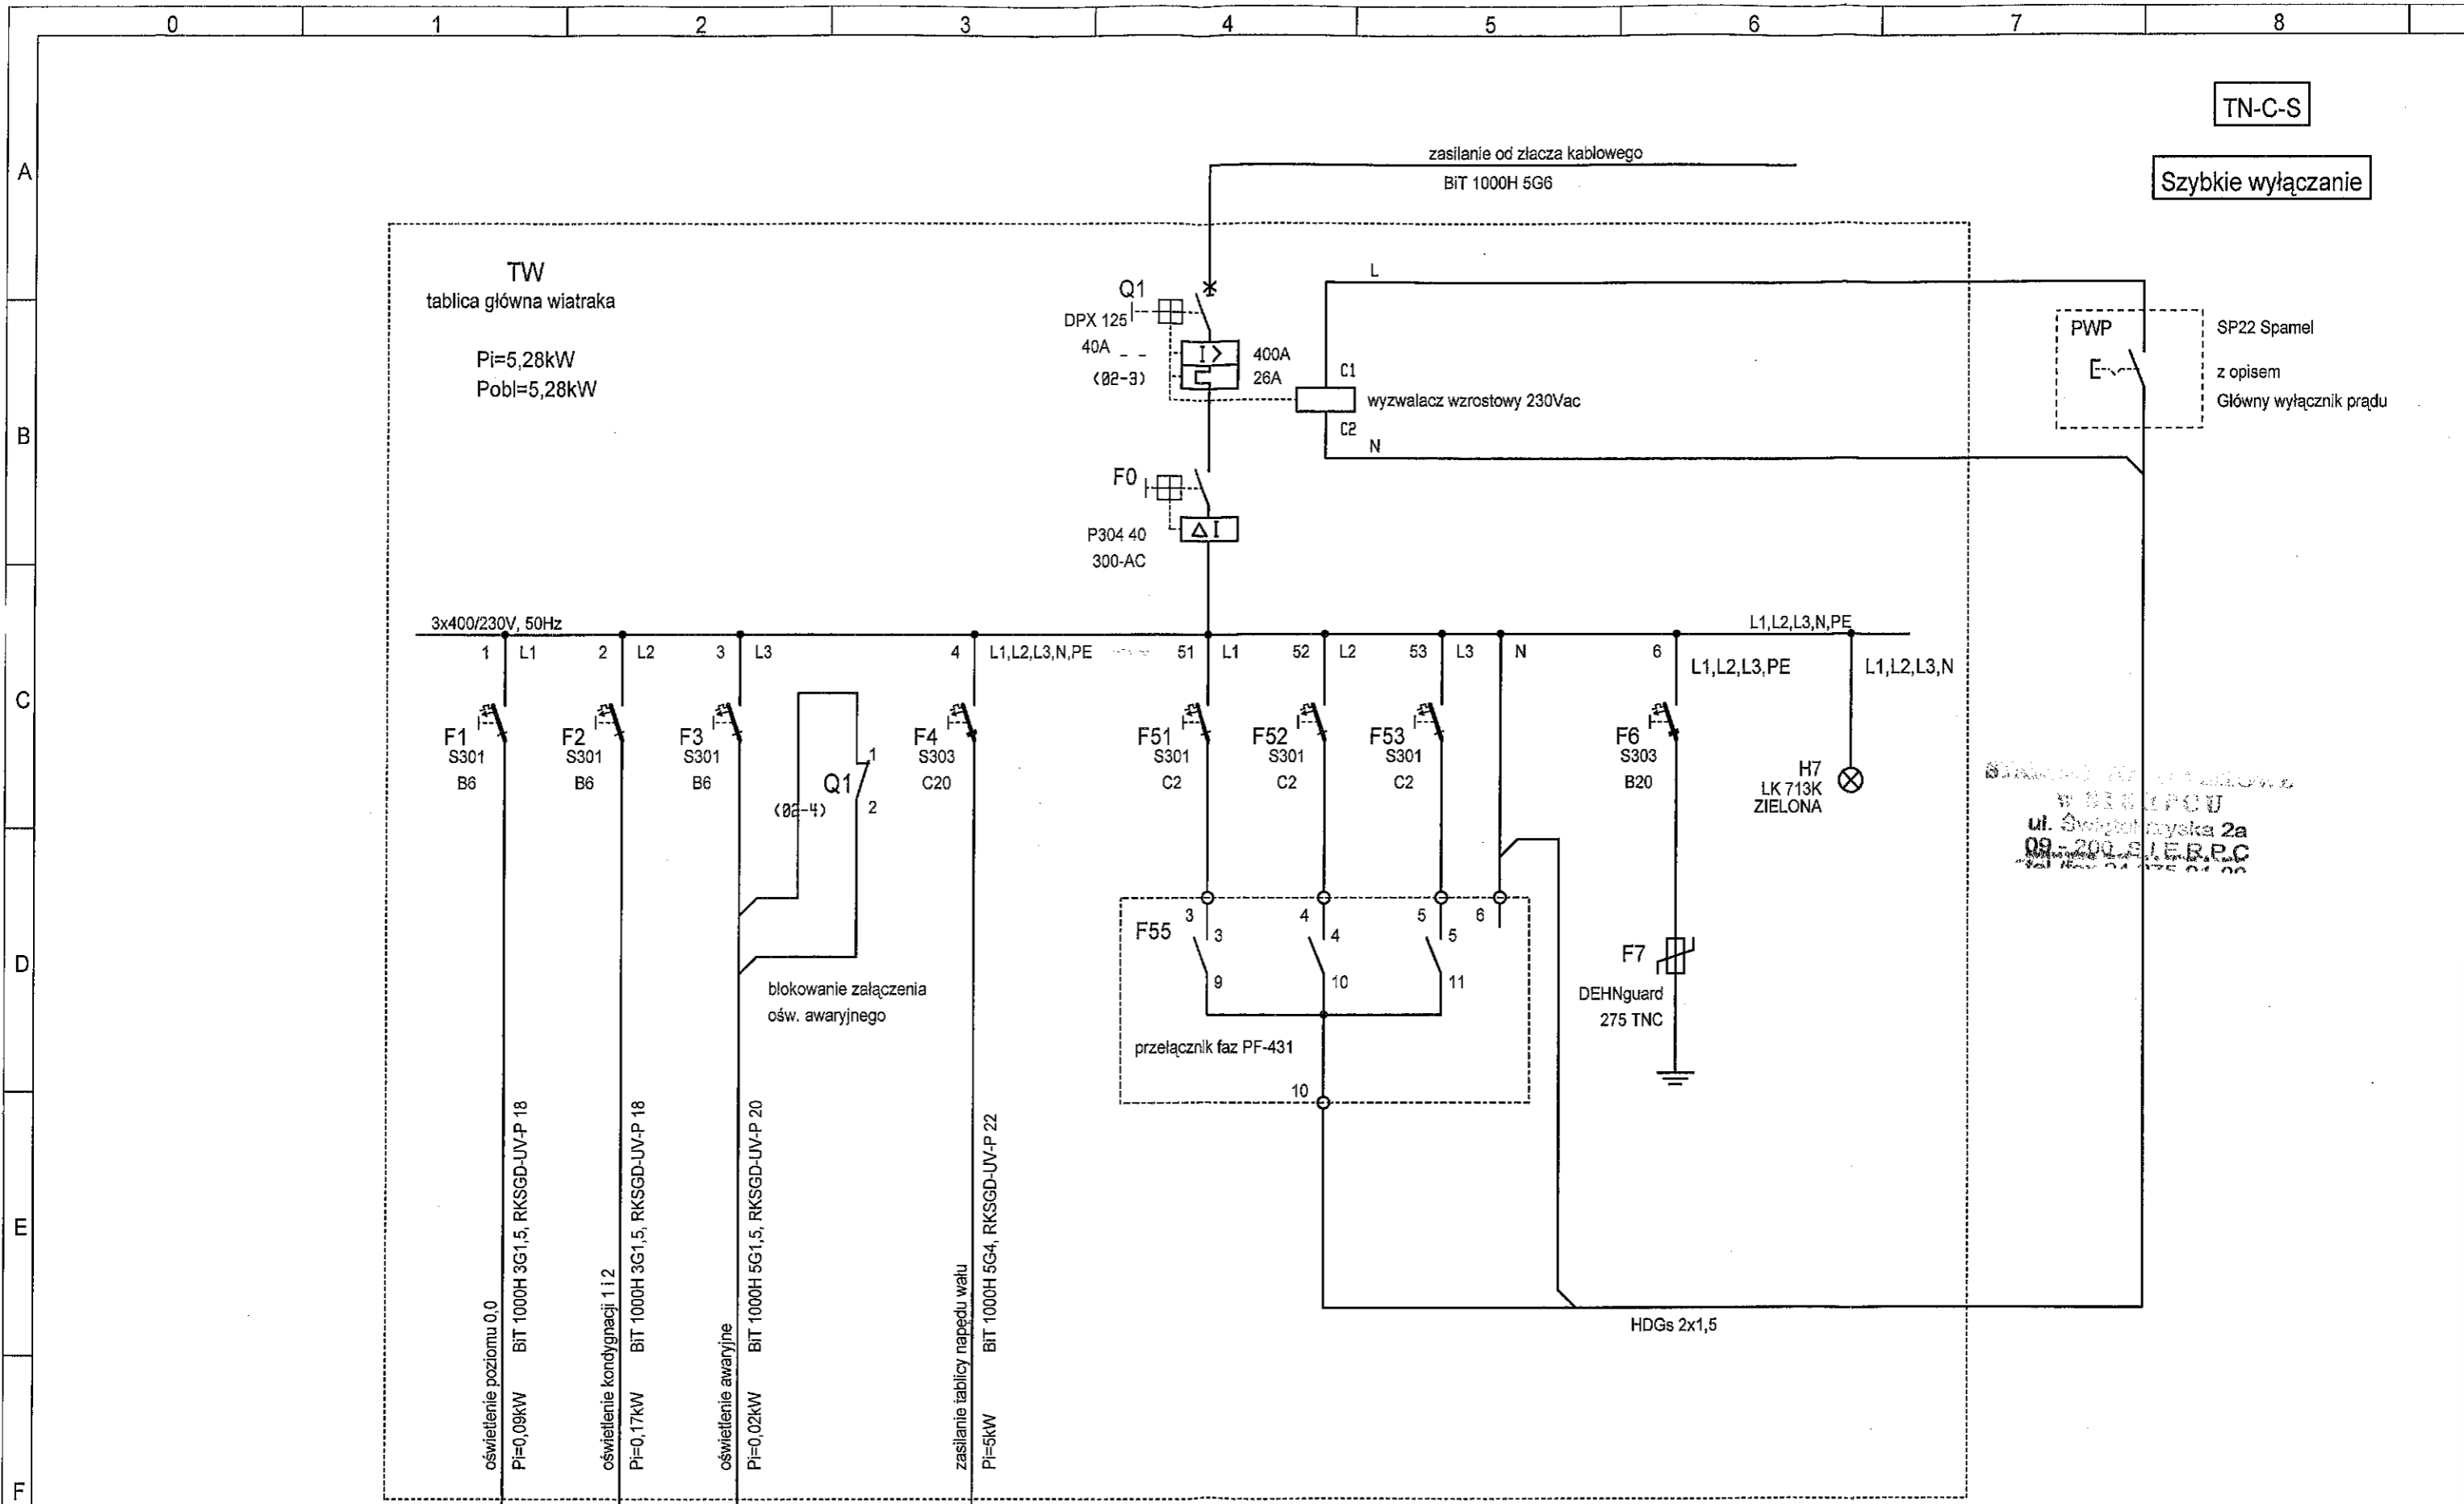 0 1 2 3 4 5 6 7 8
A
B
C
D
E
F
TN-C-S
Szybkie wyłączanie
zasilanie od złacza kablowego
BiT 1000H 5G6
TW
tablica główna wiatraka
Pi=5,28kW
Pobl=5,28kW
Q1
DPX 125
40A
(02-3)
I>
400A
26A
L
C1
wyzwalacz wzrostowy 230Vac
C2
N
PWP
SP22 Spamel
z opisem
Główny wyłącznik prądu
F0
P304 40
300-AC
ΔI
3x400/230V, 50Hz
L1,L2,L3,N,PE
1 L1
2 L2
3 L3
4 L1,L2,L3,N,PE
51 L1
52 L2
53 L3
N
6 L1,L2,L3,PE
L1,L2,L3,N
F1
S301
B6
F2
S301
B6
F3
S301
B6
1
Q1
(02-4)
2
F4
S303
C20
F51
S301
C2
F52
S301
C2
F53
S301
C2
F6
S303
B20
H7
LK 713K
ZIELONA
ul. 2a
09-200 SIERPC
blokowanie załączenia
ośw. awaryjnego
3 4 5 6
F55
3 4 5
9 10 11
przełącznik faz PF-431
10
F7
DEHNguard
275 TNC
HDGs 2x1,5
oświetlenie poziomu 0,0
Pi=0,09kW BiT 1000H 3G1,5, RKSGD-UV-P 18
oświetlenie kondygnacji 1 i 2
Pi=0,17kW BiT 1000H 3G1,5, RKSGD-UV-P 18
oświetlenie awaryjne
Pi=0,02kW BiT 1000H 5G1,5, RKSGD-UV-P 20
zasilanie tablicy napędu wału
Pi=5kW BiT 1000H 5G4, RKSGD-UV-P 22